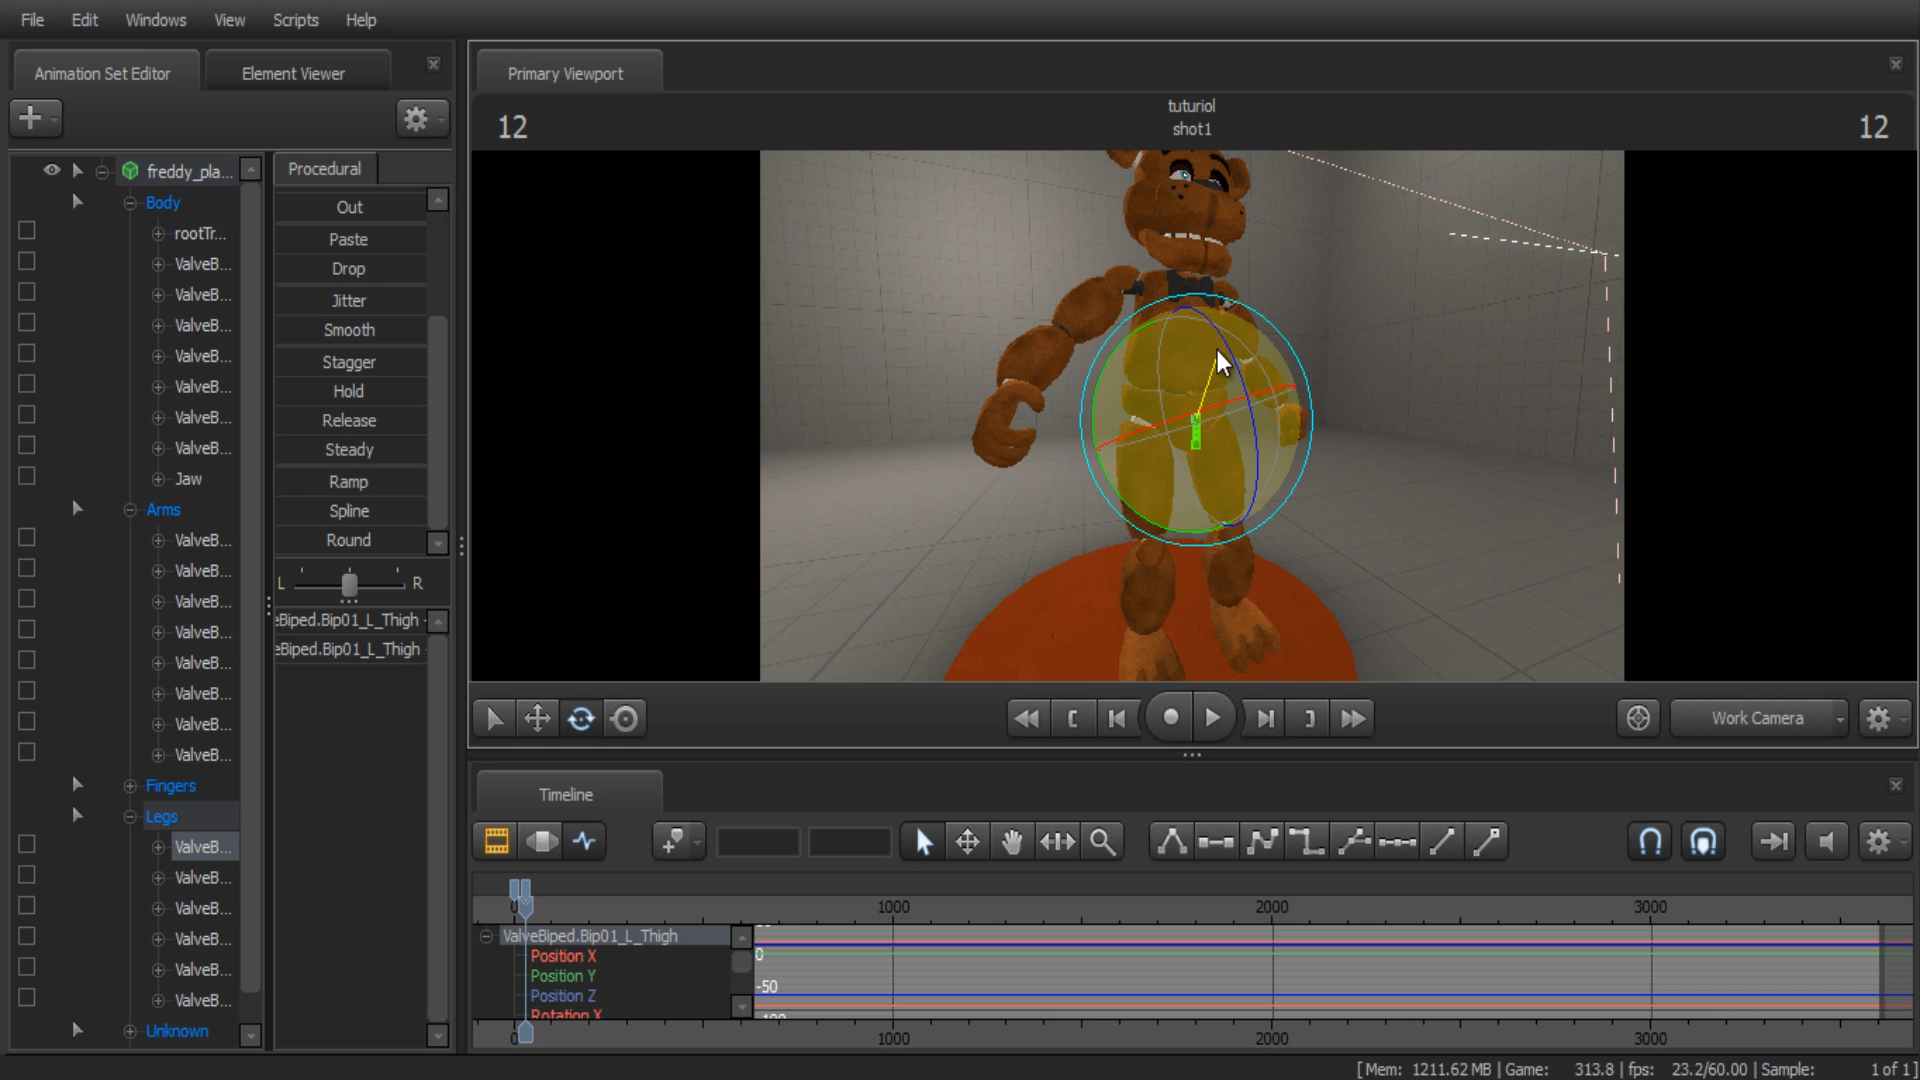 File Edit Windows View Scripts Help
Animation Set Editor Element Viewer
Primary Viewport
12
tuturiol
shot1
12
freddy_pla...
Body
rootTr...
ValveB...
ValveB...
ValveB...
ValveB...
ValveB...
ValveB...
ValveB...
Jaw
Arms
ValveB...
ValveB...
ValveB...
ValveB...
ValveB...
ValveB...
ValveB...
ValveB...
Fingers
Legs
ValveB...
ValveB...
ValveB...
ValveB...
ValveB...
ValveB...
Unknown
Procedural
Out
Paste
Drop
Jitter
Smooth
Stagger
Hold
Release
Steady
Ramp
Spline
Round
L R
eBiped.Bip01_L_Thigh -
eBiped.Bip01_L_Thigh -
Work Camera
Timeline
0 1000 2000 3000
ValveBiped.Bip01_L_Thigh
Position X
Position Y
Position Z
Rotation X
0
-50
-100
0 1000 2000 3000
[ Mem: 1211.62 MB | Game: 313.8 | fps: 23.2/60.00 | Sample: 1 of 1 ]